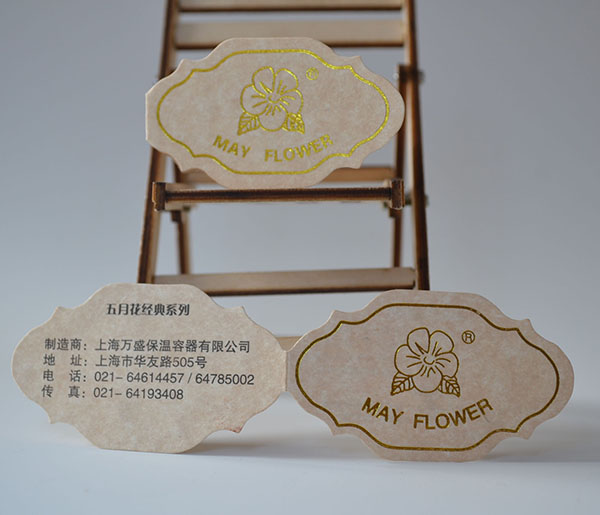 ®
MAY FLOWER
五月花经典系列
制造商：上海万盛保温容器有限公司
地　址：上海市华友路505号
电　话：021- 64614457 / 64785002
传　真：021- 64193408
®
MAY FLOWER